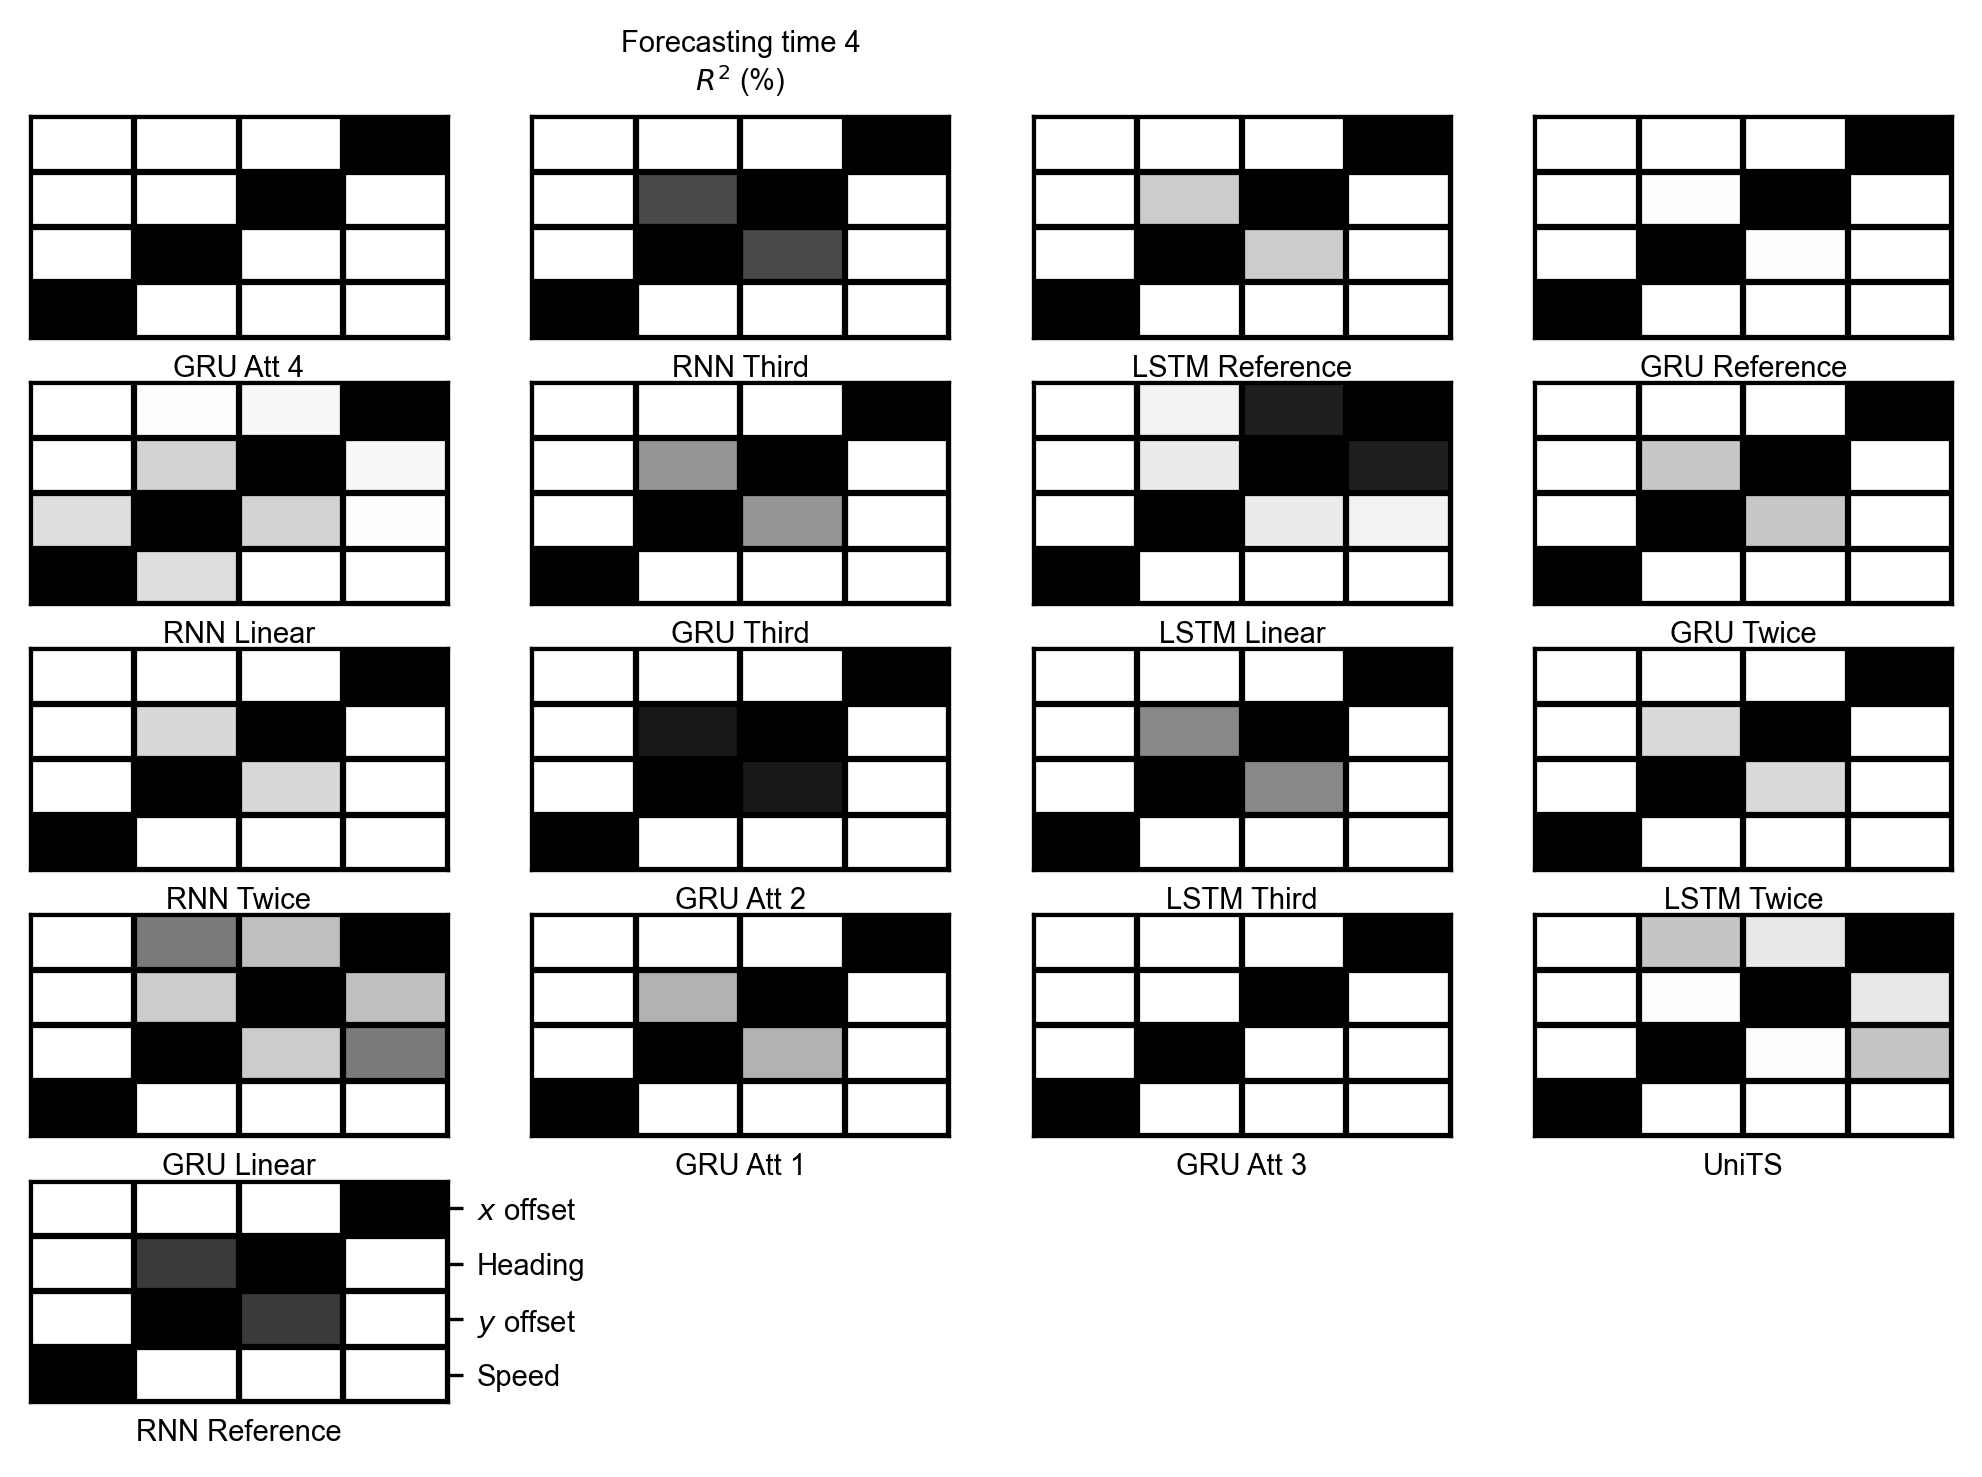 Forecasting time 4
R² (%)
GRU Att 4
RNN Third
LSTM Reference
GRU Reference
RNN Linear
GRU Third
LSTM Linear
GRU Twice
RNN Twice
GRU Att 2
LSTM Third
LSTM Twice
GRU Linear
GRU Att 1
GRU Att 3
UniTS
x offset
Heading
y offset
Speed
RNN Reference